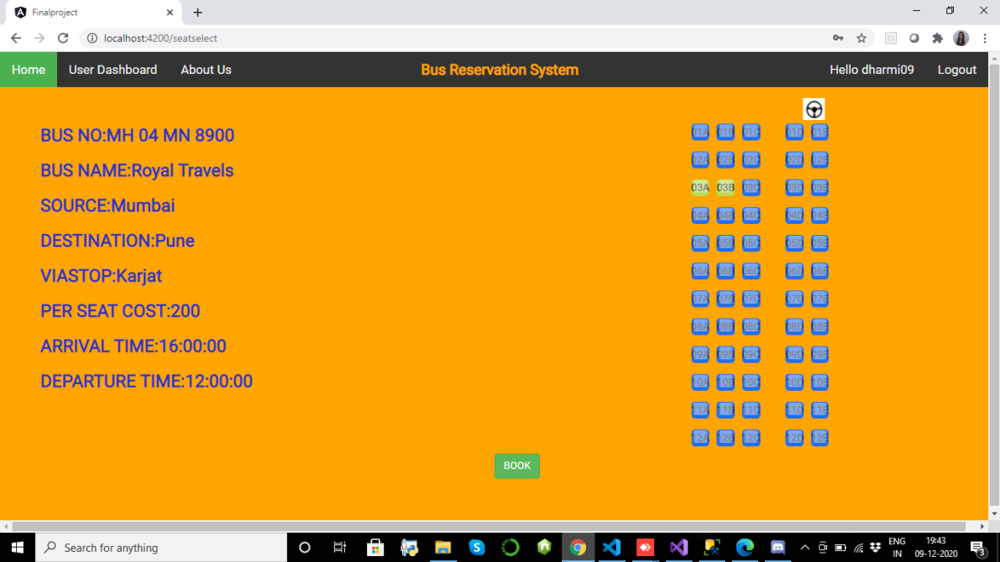 Finalproject
localhost:4200/seatselect
Home User Dashboard About Us Bus Reservation System Hello dharmi09 Logout
BUS NO:MH 04 MN 8900
BUS NAME:Royal Travels
SOURCE:Mumbai
DESTINATION:Pune
VIASTOP:Karjat
PER SEAT COST:200
ARRIVAL TIME:16:00:00
DEPARTURE TIME:12:00:00
01A 01B 01C 01D 01E
02A 02B 02C 02D 02E
03A 03B 03C 03D 03E
04A 04B 04C 04D 04E
05A 05B 05C 05D 05E
06A 06B 06C 06D 06E
07A 07B 07C 07D 07E
08A 08B 08C 08D 08E
09A 09B 09C 09D 09E
10A 10B 10C 10D 10E
11A 11B 11C 11D 11E
12A 12B 12C 12D 12E
BOOK
Type here to search
Search for anything
ENG
IN
19:43
09-12-2020
3